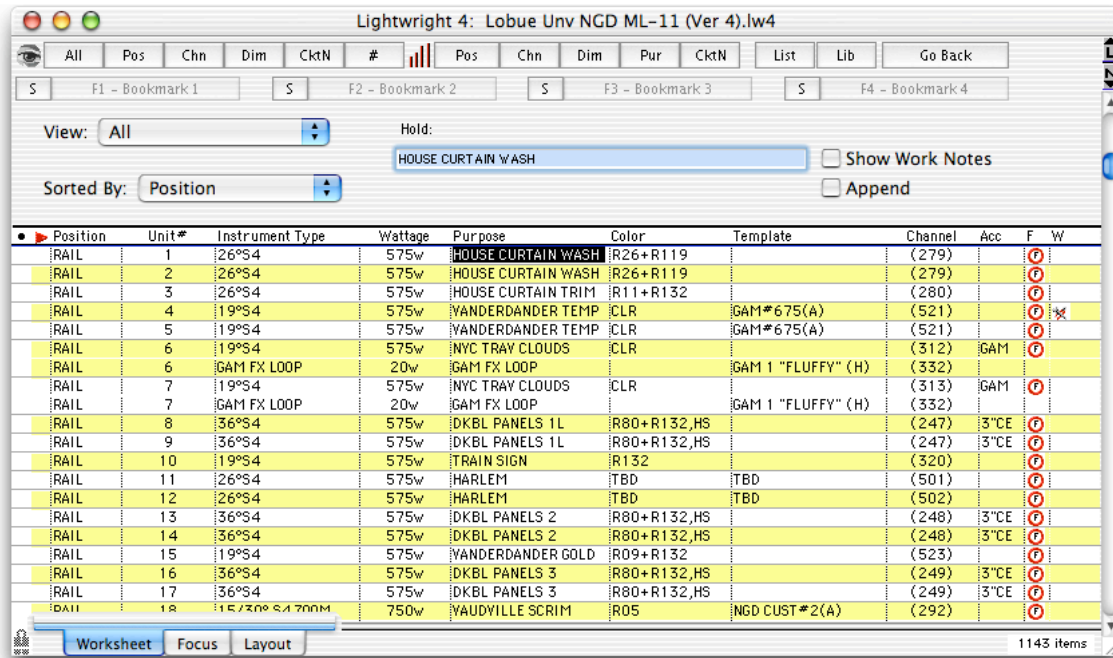 Lightwright 4: Lobue Unv NGD ML-11 (Ver 4).lw4
All Pos Chn Dim CktN # Pos Chn Dim Pur CktN List Lib Go Back
S F1 - Bookmark 1 S F2 - Bookmark 2 S F3 - Bookmark 3 S F4 - Bookmark 4
View: All Hold:
HOUSE CURTAIN WASH Show Work Notes
Sorted By: Position Append
Position Unit# Instrument Type Wattage Purpose Color Template Channel Acc F W
RAIL 1 26°S4 575w HOUSE CURTAIN WASH R26+R119 (279) F
RAIL 2 26°S4 575w HOUSE CURTAIN WASH R26+R119 (279) F
RAIL 3 26°S4 575w HOUSE CURTAIN TRIM R11+R132 (280) F
RAIL 4 19°S4 575w VANDERDANDER TEMP CLR GAM#675(A) (521) F
RAIL 5 19°S4 575w VANDERDANDER TEMP CLR GAM#675(A) (521) F
RAIL 6 19°S4 575w NYC TRAV CLOUDS CLR (312) GAM F
RAIL 6 GAM FX LOOP 20w GAM FX LOOP GAM 1 "FLUFFY" (H) (332)
RAIL 7 19°S4 575w NYC TRAV CLOUDS CLR (313) GAM F
RAIL 7 GAM FX LOOP 20w GAM FX LOOP GAM 1 "FLUFFY" (H) (332)
RAIL 8 36°S4 575w DKBL PANELS 1L R80+R132,HS (247) 3"CE F
RAIL 9 36°S4 575w DKBL PANELS 1L R80+R132,HS (247) 3"CE F
RAIL 10 19°S4 575w TRAIN SIGN R132 (320) F
RAIL 11 26°S4 575w HARLEM TBD TBD (501) F
RAIL 12 26°S4 575w HARLEM TBD TBD (502) F
RAIL 13 36°S4 575w DKBL PANELS 2 R80+R132,HS (248) 3"CE F
RAIL 14 36°S4 575w DKBL PANELS 2 R80+R132,HS (248) 3"CE F
RAIL 15 19°S4 575w VANDERDANDER GOLD R09+R132 (523) F
RAIL 16 36°S4 575w DKBL PANELS 3 R80+R132,HS (249) 3"CE F
RAIL 17 36°S4 575w DKBL PANELS 3 R80+R132,HS (249) 3"CE F
RAIL 18 15/30° S4 700M 750w VAUDYVILLE SCRIM R05 NGD CUST#2(A) (292) F
Worksheet Focus Layout 1143 items